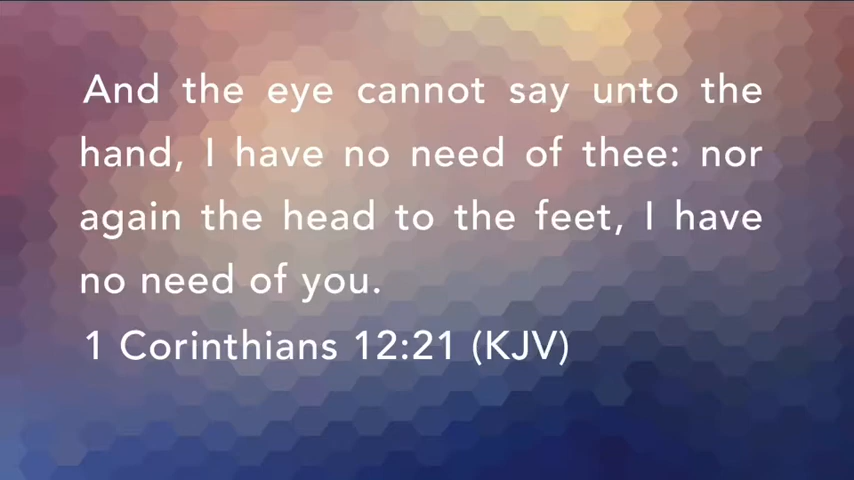 And the eye cannot say unto the
hand, I have no need of thee: nor
again the head to the feet, I have
no need of you.
1 Corinthians 12:21 (KJV)